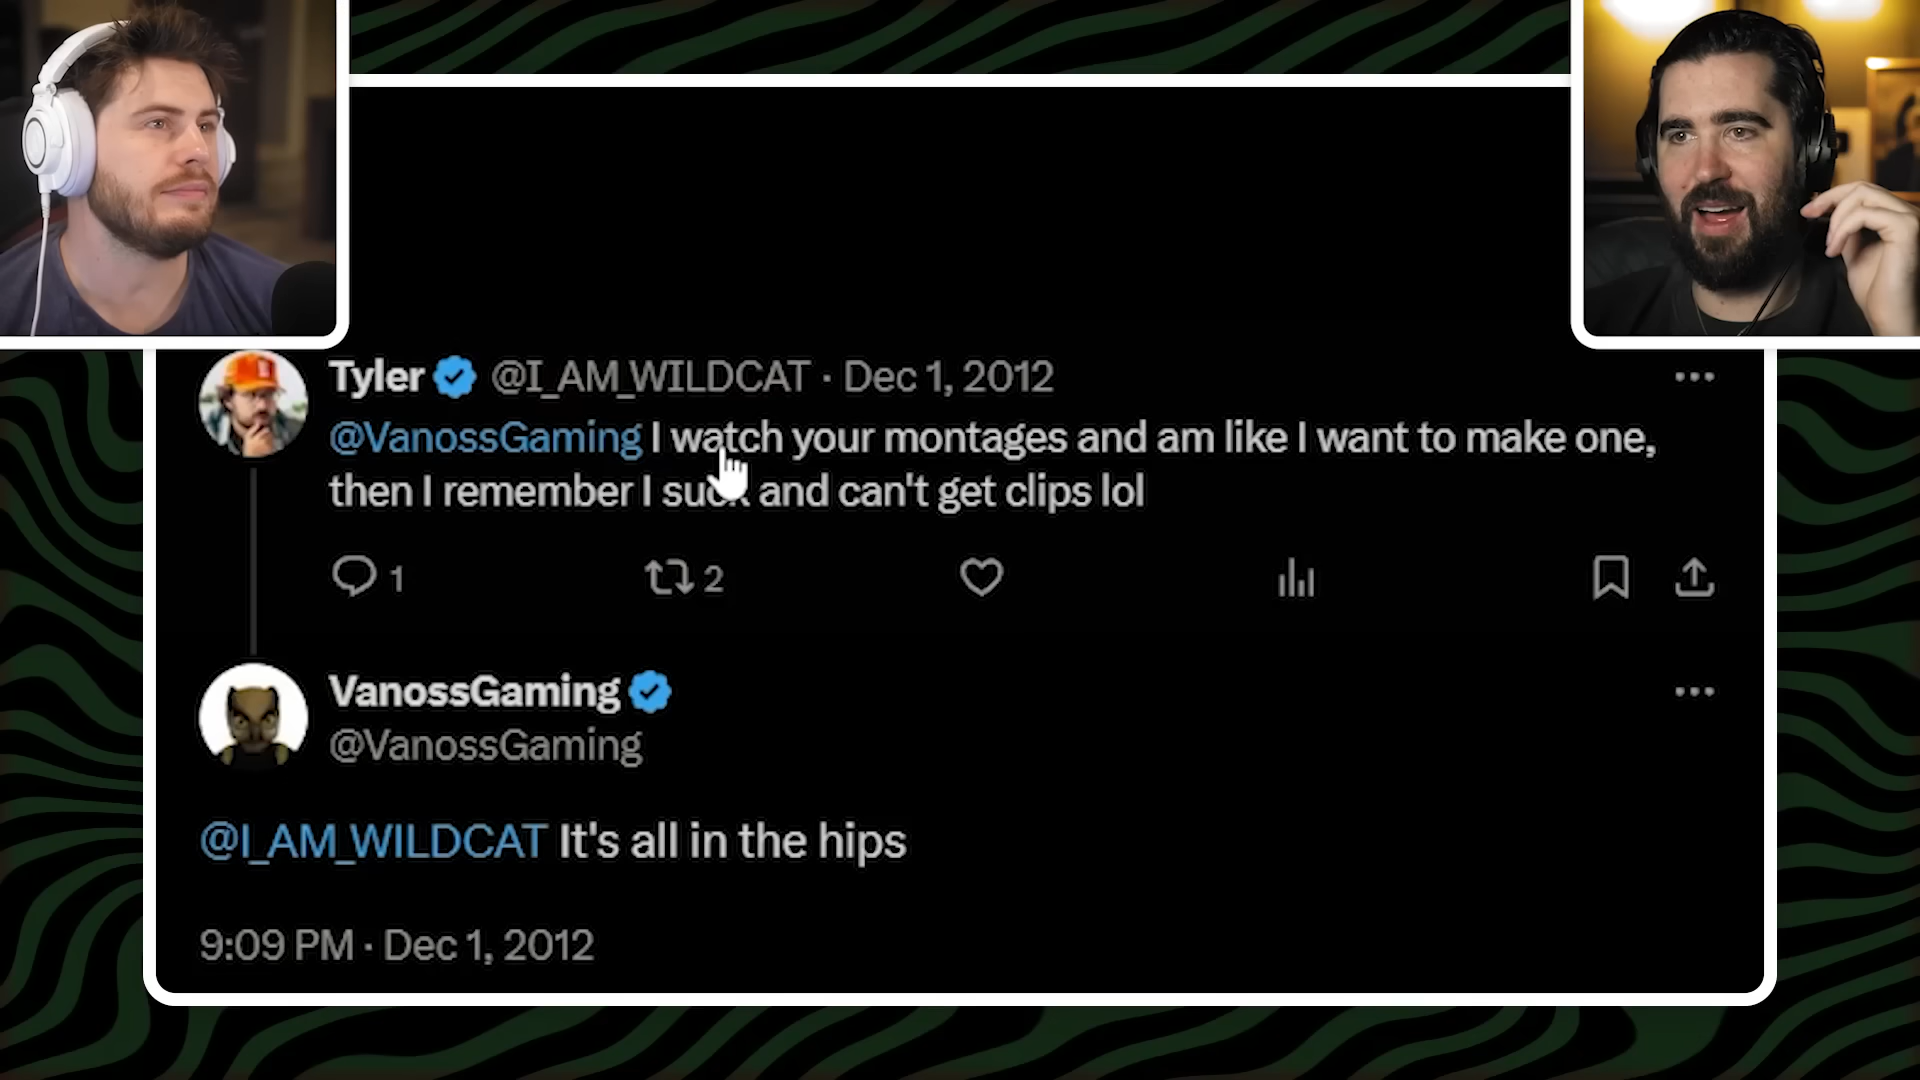 Tyler @I_AM_WILDCAT · Dec 1, 2012
@VanossGaming I watch your montages and am like I want to make one,
then I remember I suck and can't get clips lol
1 2
VanossGaming
@VanossGaming
@I_AM_WILDCAT It's all in the hips
9:09 PM · Dec 1, 2012